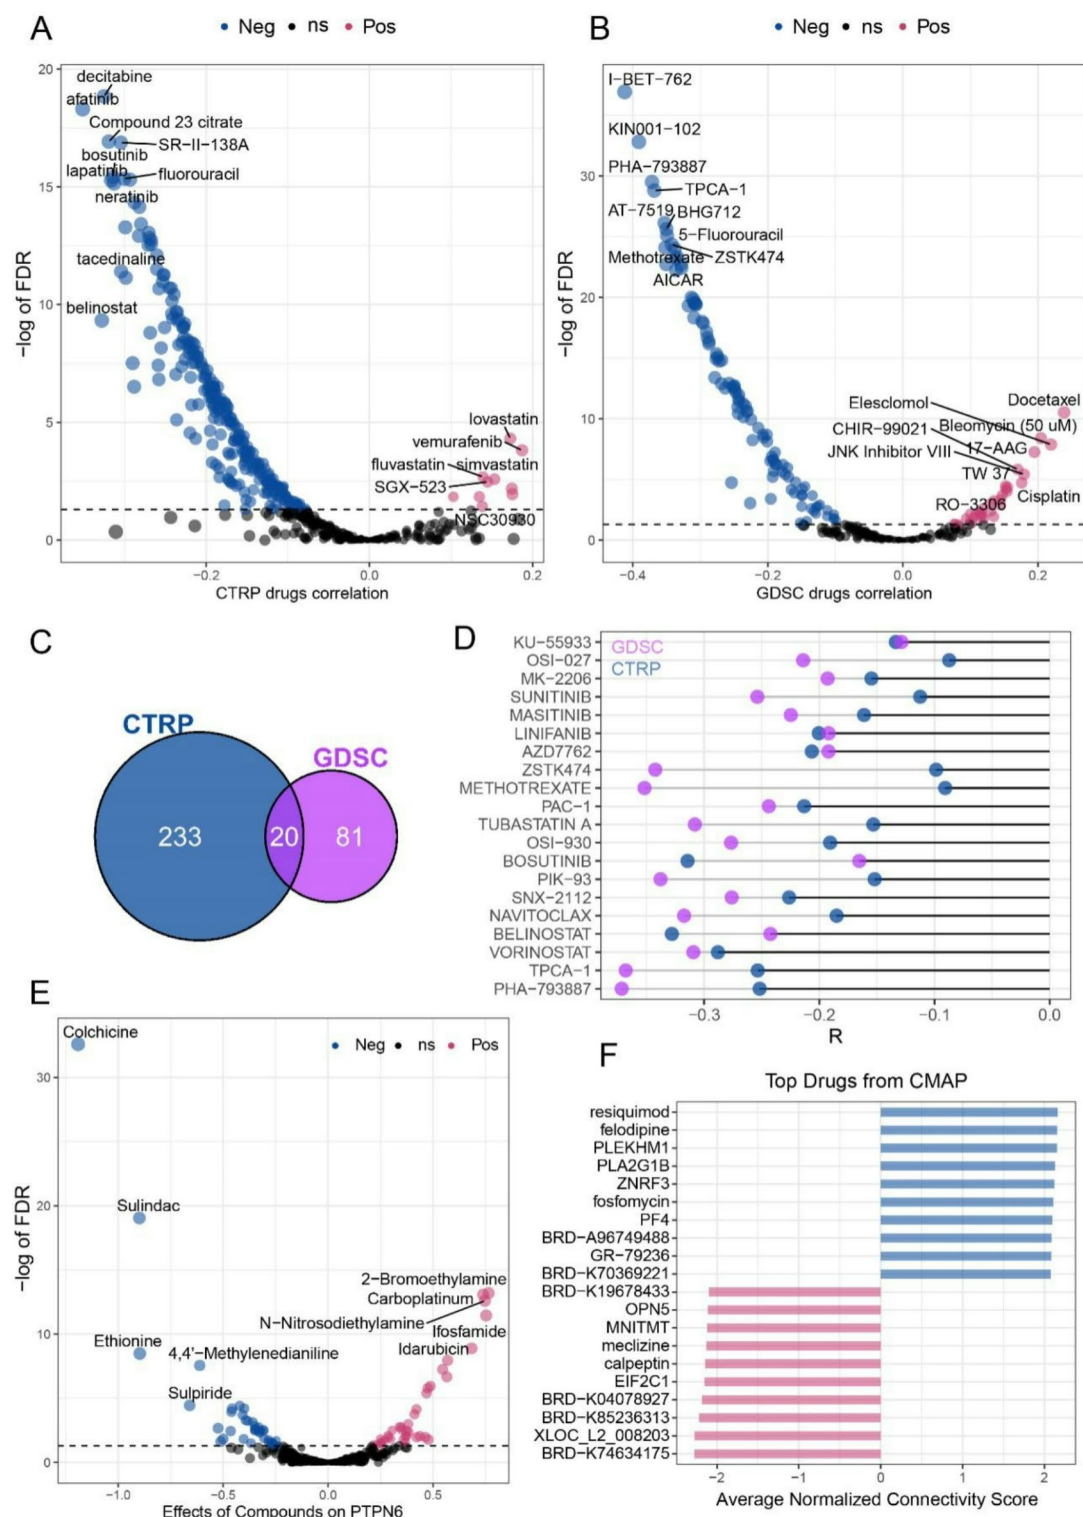 A
Neg ns Pos
20
15
10
5
0
−log of FDR
decitabine
afatinib
Compound 23 citrate
SR−II−138A
bosutinib
lapatinib
fluorouracil
neratinib
tacedinaline
belinostat
lovastatin
vemurafenib
fluvastatin simvastatin
SGX−523
NSC30930
−0.2 0.0 0.2
CTRP drugs correlation
B
Neg ns Pos
30
20
10
0
−log of FDR
I−BET−762
KIN001−102
PHA−793887
TPCA−1
AT−7519 BHG712
5−Fluorouracil
Methotrexate ZSTK474
AICAR
Elesclomol Docetaxel
CHIR−99021 Bleomycin (50 uM)
JNK Inhibitor VIII 17−AAG
TW 37
Cisplatin
RO−3306
−0.4 −0.2 0.0 0.2
GDSC drugs correlation
C
CTRP
GDSC
233 20 81
D
GDSC
CTRP
KU−55933
OSI−027
MK−2206
SUNITINIB
MASITINIB
LINIFANIB
AZD7762
ZSTK474
METHOTREXATE
PAC−1
TUBASTATIN A
OSI−930
BOSUTINIB
PIK−93
SNX−2112
NAVITOCLAX
BELINOSTAT
VORINOSTAT
TPCA−1
PHA−793887
−0.3 −0.2 −0.1 0.0
R
E
Neg ns Pos
30
20
10
0
−log of FDR
Colchicine
Sulindac
2−Bromoethylamine
Carboplatinum
N−Nitrosodiethylamine
Ifosfamide
Idarubicin
Ethionine
4,4'−Methylenedianiline
Sulpiride
−1.0 −0.5 0.0 0.5
Effects of Compounds on PTPN6
F
Top Drugs from CMAP
resiquimod
felodipine
PLEKHM1
PLA2G1B
ZNRF3
fosfomycin
PF4
BRD−A96749488
GR−79236
BRD−K70369221
BRD−K19678433
OPN5
MNITMT
meclizine
calpeptin
EIF2C1
BRD−K04078927
BRD−K85236313
XLOC_L2_008203
BRD−K74634175
−2 −1 0 1 2
Average Normalized Connectivity Score